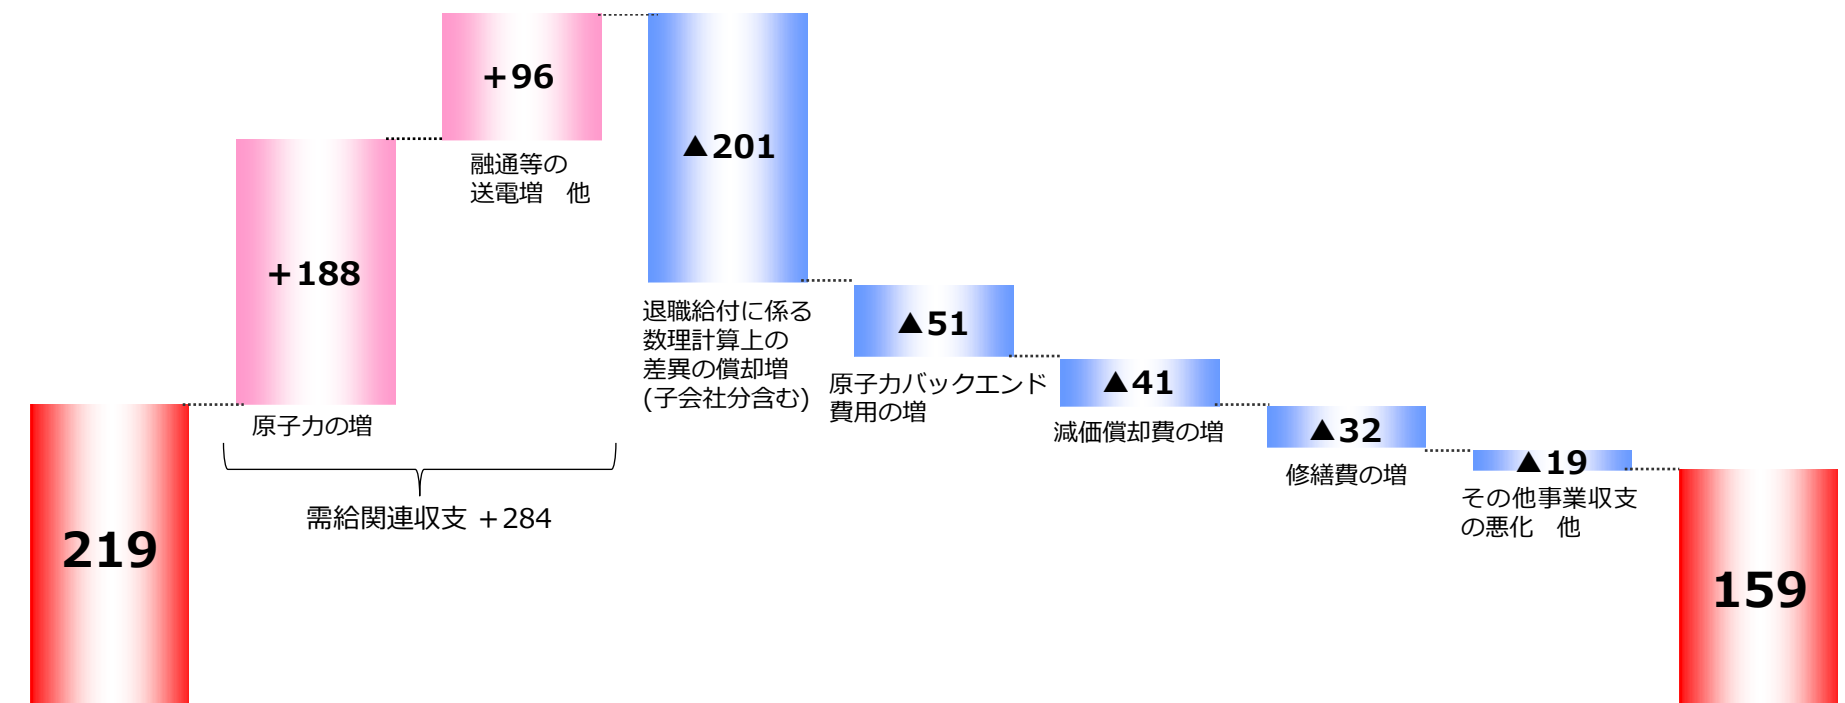 219
+188
原子力の増
+96
融通等の
送電増　他
需給関連収支 +284
▲201
退職給付に係る
数理計算上の
差異の償却増
(子会社分含む)
▲51
原子力バックエンド
費用の増
▲41
減価償却費の増
▲32
修繕費の増
▲19
その他事業収支
の悪化　他
159